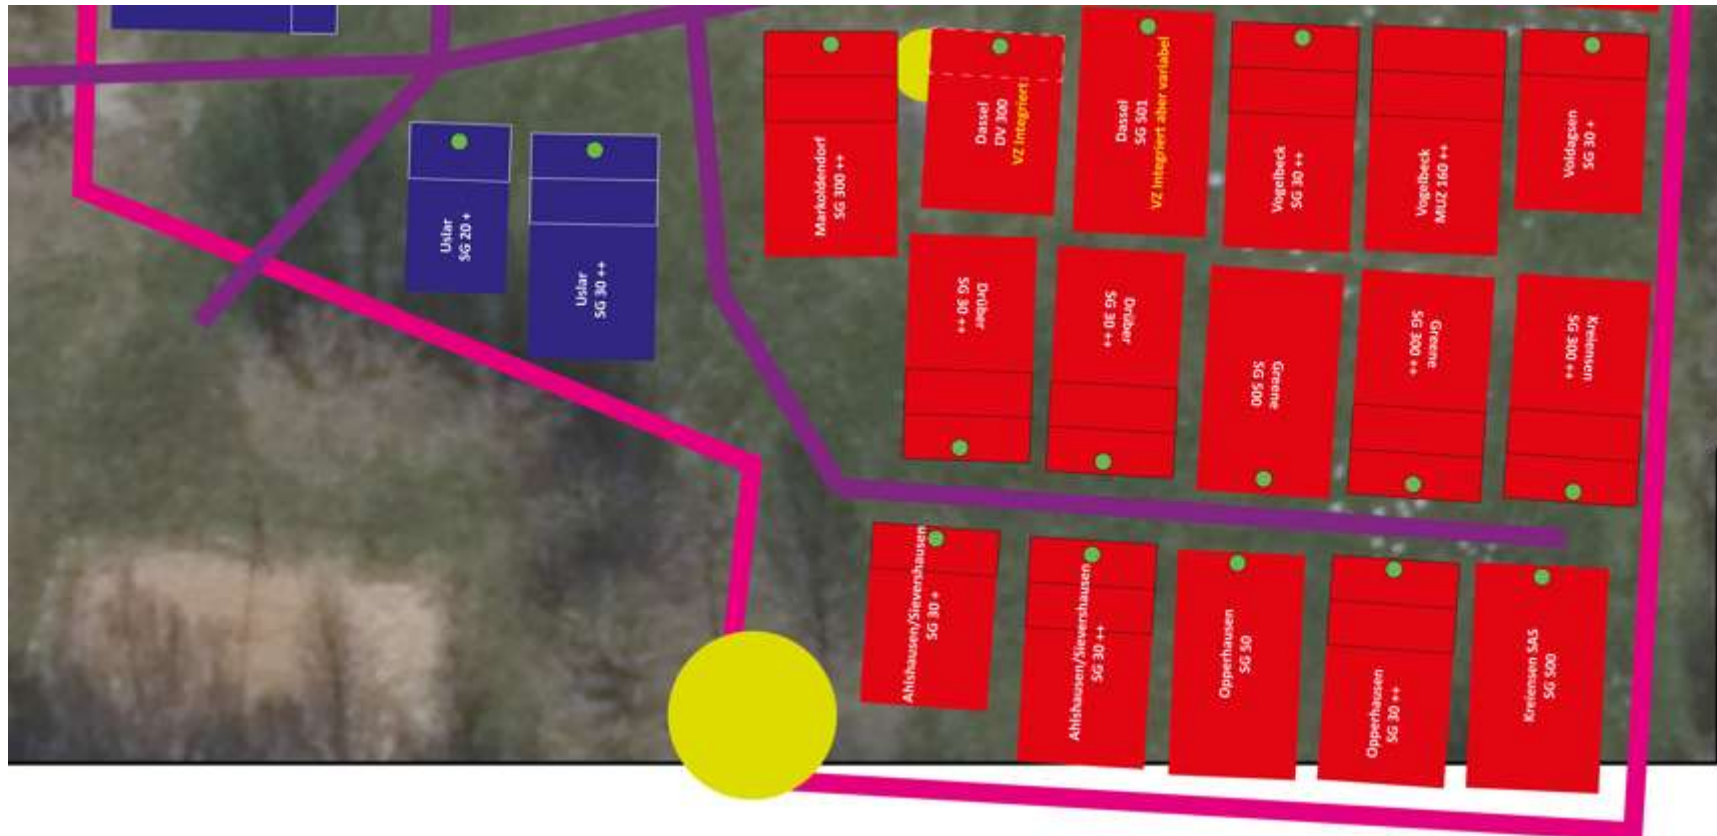 Uslar
SG 20 +
Uslar
SG 30 ++
Markoldendorf
SG 300 ++
Dassel
DV 300
VZ Integriert
Dassel
SG 501
VZ Integriert aber variabel
Vogelbeck
SG 30 ++
Vogelbeck
MUZ 160 ++
Voldagsen
SG 30 +
Drüber
SG 30 ++
Drüber
SG 30 ++
Greene
SG 500
Greene
SG 300 ++
Kreiensen
SG 300 ++
Ahlshausen/Sievershausen
SG 30 +
Ahlshausen/Sievershausen
SG 30 ++
Opperhausen
SG 50
Opperhausen
SG 30 ++
Kreiensen SAS
SG 500